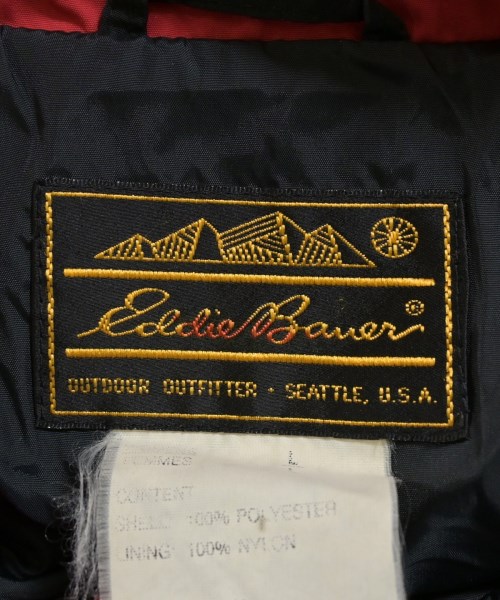 Eddie Bauer®
OUTDOOR OUTFITTER · SEATTLE, U.S.A.
FEMMES L
CONTENT
SHELL: 100% POLYESTER
LINING: 100% NYLON